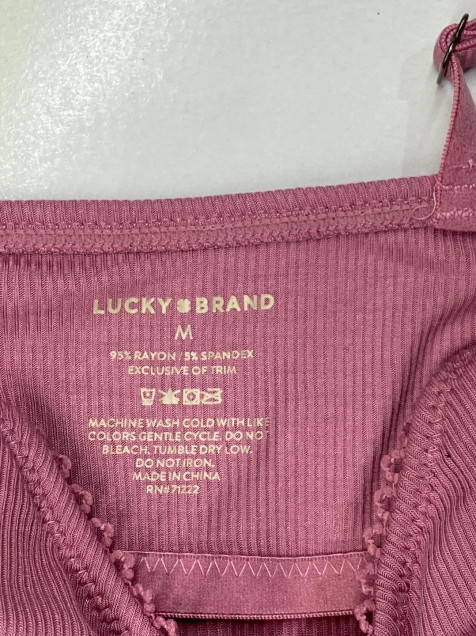 LUCKY BRAND
M
95% RAYON / 5% SPANDEX
EXCLUSIVE OF TRIM
MACHINE WASH COLD WITH LIKE
COLORS GENTLE CYCLE. DO NOT
BLEACH. TUMBLE DRY LOW.
DO NOT IRON.
MADE IN CHINA
RN#71222